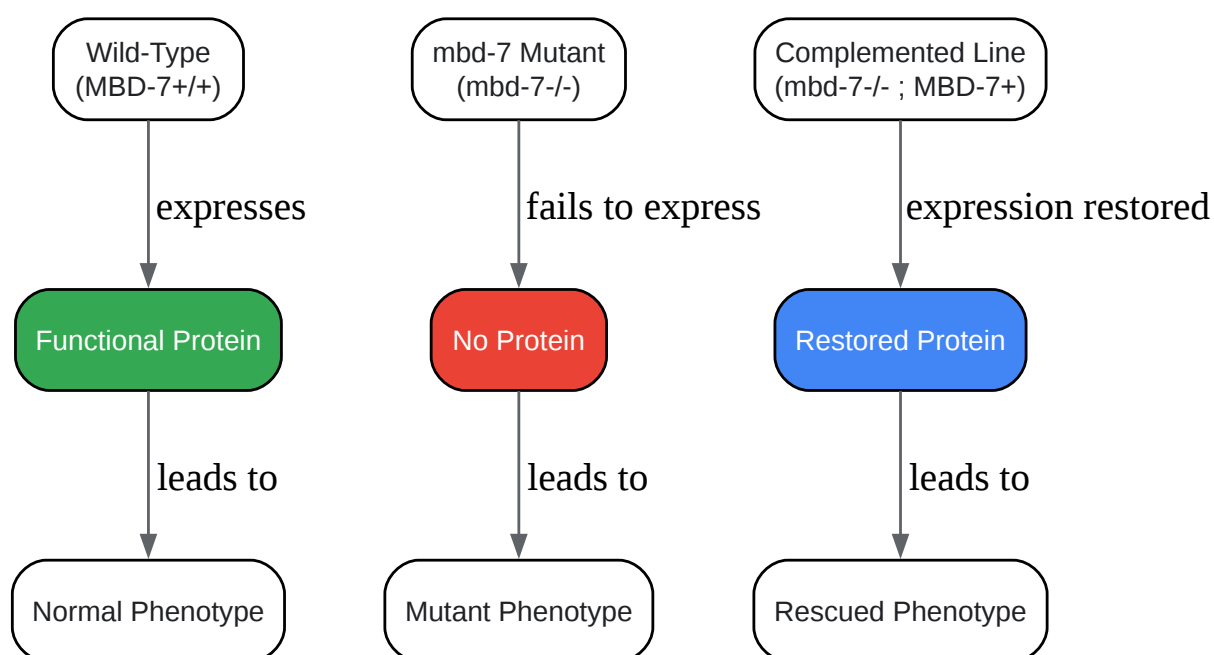 Wild-Type
(MBD-7+/+)
mbd-7 Mutant
(mbd-7-/-)
Complemented Line
(mbd-7-/- ; MBD-7+)
expresses
fails to express
expression restored
Functional Protein
No Protein
Restored Protein
leads to
leads to
leads to
Normal Phenotype
Mutant Phenotype
Rescued Phenotype